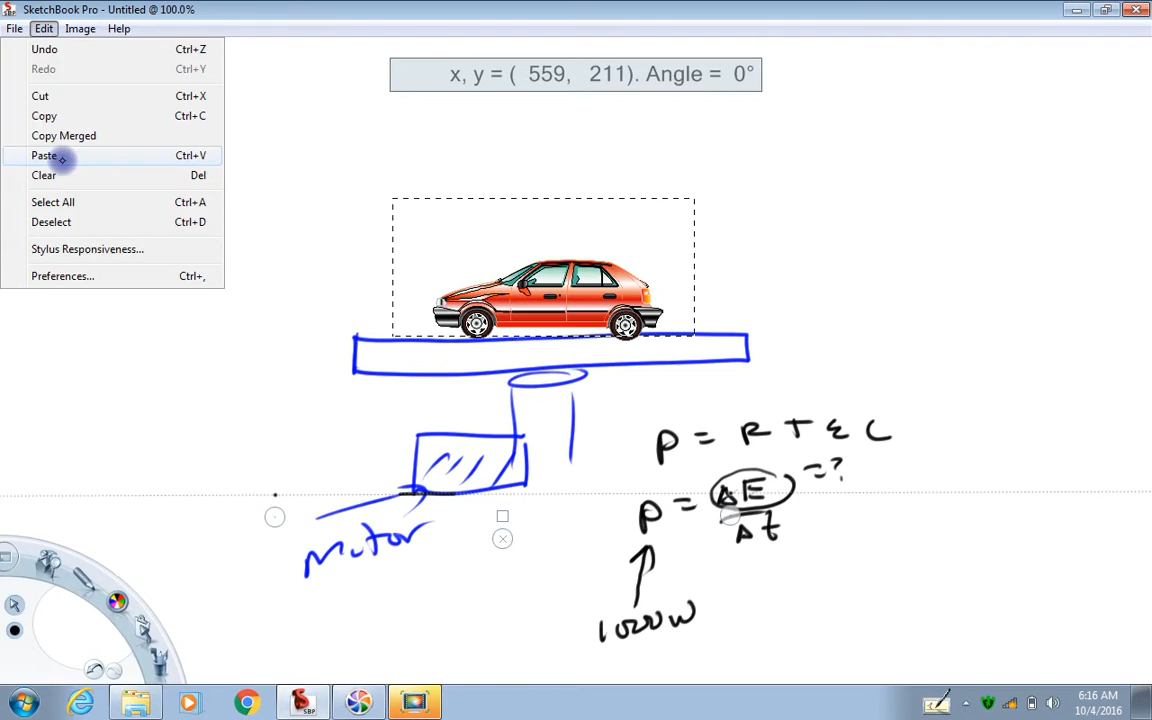 SketchBook Pro - Untitled @ 100.0%
File Edit Image Help
Undo Ctrl+Z
Redo Ctrl+Y
Cut Ctrl+X
Copy Ctrl+C
Copy Merged
Paste Ctrl+V
Clear Del
Select All Ctrl+A
Deselect Ctrl+D
Stylus Responsiveness...
Preferences... Ctrl+,
x, y = ( 559, 211). Angle = 0°
P = R T E C
P = ΔE/Δt = ?
1000W
Motor
SBP
6:16 AM
10/4/2016